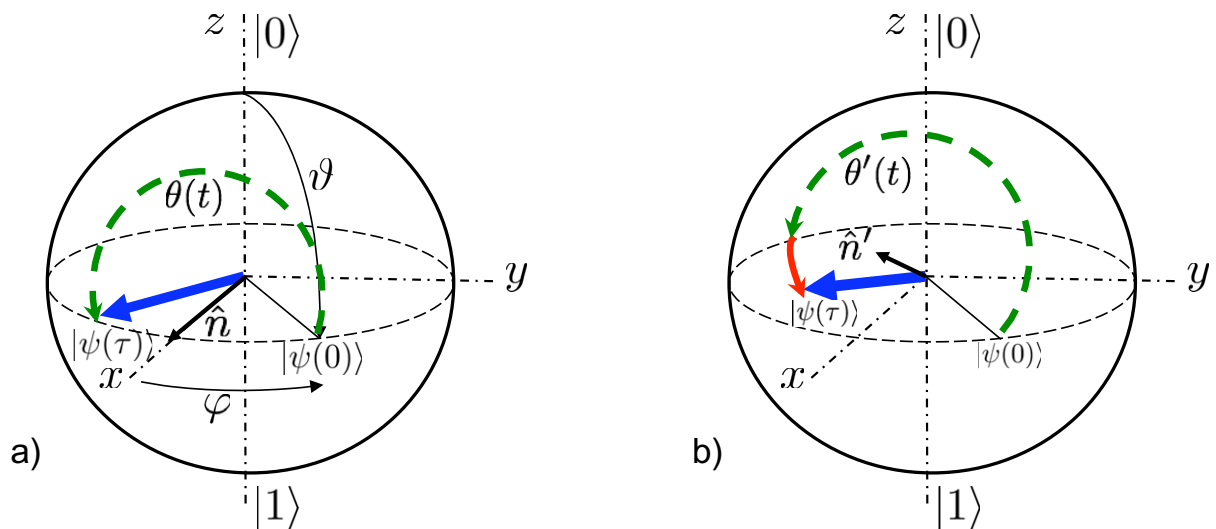 z |0⟩
ϑ
θ(t)
y
n̂
|ψ(τ)⟩
|ψ(0)⟩
x
φ
a)
|1⟩
z |0⟩
θ′(t)
n̂′
y
|ψ(τ)⟩
|ψ(0)⟩
x
b)
|1⟩